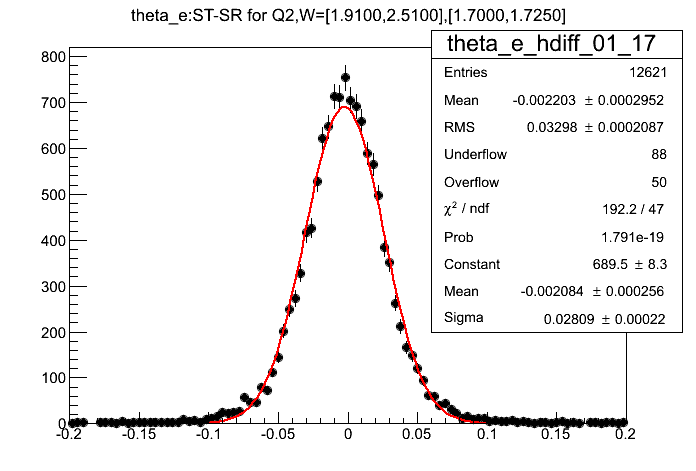 theta_e:ST-SR for Q2,W=[1.9100,2.5100],[1.7000,1.7250]
theta_e_hdiff_01_17
Entries 12621
Mean -0.002203 ± 0.0002952
RMS 0.03298 ± 0.0002087
Underflow 88
Overflow 50
χ² / ndf 192.2 / 47
Prob 1.791e-19
Constant 689.5 ± 8.3
Mean -0.002084 ± 0.000256
Sigma 0.02809 ± 0.00022
800
700
600
500
400
300
200
100
0
-0.2 -0.15 -0.1 -0.05 0 0.05 0.1 0.15 0.2